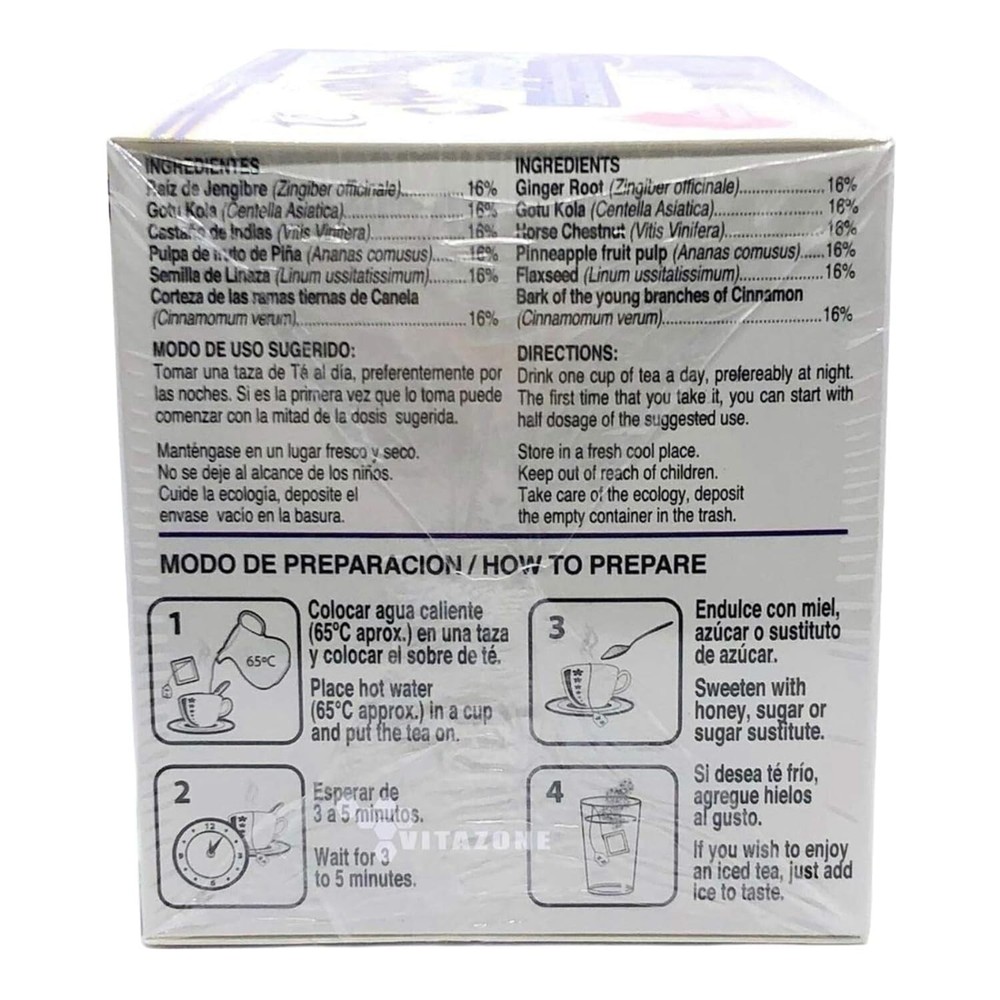 INGREDIENTES
Raíz de Jengibre (Zingiber officinale)................ 16%
Gotu Kola (Centella Asiatica)........................... 16%
Castaño de Indias (Vitis Vinifera)..................... 16%
Pulpa de fruto de Piña (Ananas comusus)....... 16%
Semilla de Linaza (Linum ussitatissimum)........ 16%
Corteza de las ramas tiernas de Canela
(Cinnamomum verum)..................................... 16%
MODO DE USO SUGERIDO:
Tomar una taza de Té al día, preferentemente por
las noches. Si es la primera vez que lo toma puede
comenzar con la mitad de la dosis sugerida.
Manténgase en un lugar fresco y seco.
No se deje al alcance de los niños.
Cuide la ecología, deposite el
envase vacio en la basura.
INGREDIENTS
Ginger Root (Zingiber officinale)..................... 16%
Gotu Kola (Centella Asiatica)........................... 16%
Horse Chestnut (Vitis Vinifera)......................... 16%
Pinneapple fruit pulp (Ananas comusus)......16%
Flaxseed (Linum ussitalissimum)......................16%
Bark of the young branches of Cinnamon
(Cinnamomum verum)......................................16%
DIRECTIONS:
Drink one cup of tea a day, prefereably at night.
The first time that you take it, you can start with
half dosage of the suggested use.
Store in a fresh cool place.
Keep out of reach of children.
Take care of the ecology, deposit
the empty container in the trash.
MODO DE PREPARACION / HOW TO PREPARE
1
65ºC
Colocar agua caliente
(65ºC aprox.) en una taza
y colocar el sobre de té.
Place hot water
(65ºC approx.) in a cup
and put the tea on.
2
12
6
Esperar de
3 a 5 minutos.
Wait for 3
to 5 minutes.
3
Endulce con miel,
azúcar o sustituto
de azúcar.
Sweeten with
honey, sugar or
sugar sustitute.
4
Si desea té frío,
agregue hielos
al gusto.
If you wish to enjoy
an iced tea, just add
ice to taste.
VITAZONE